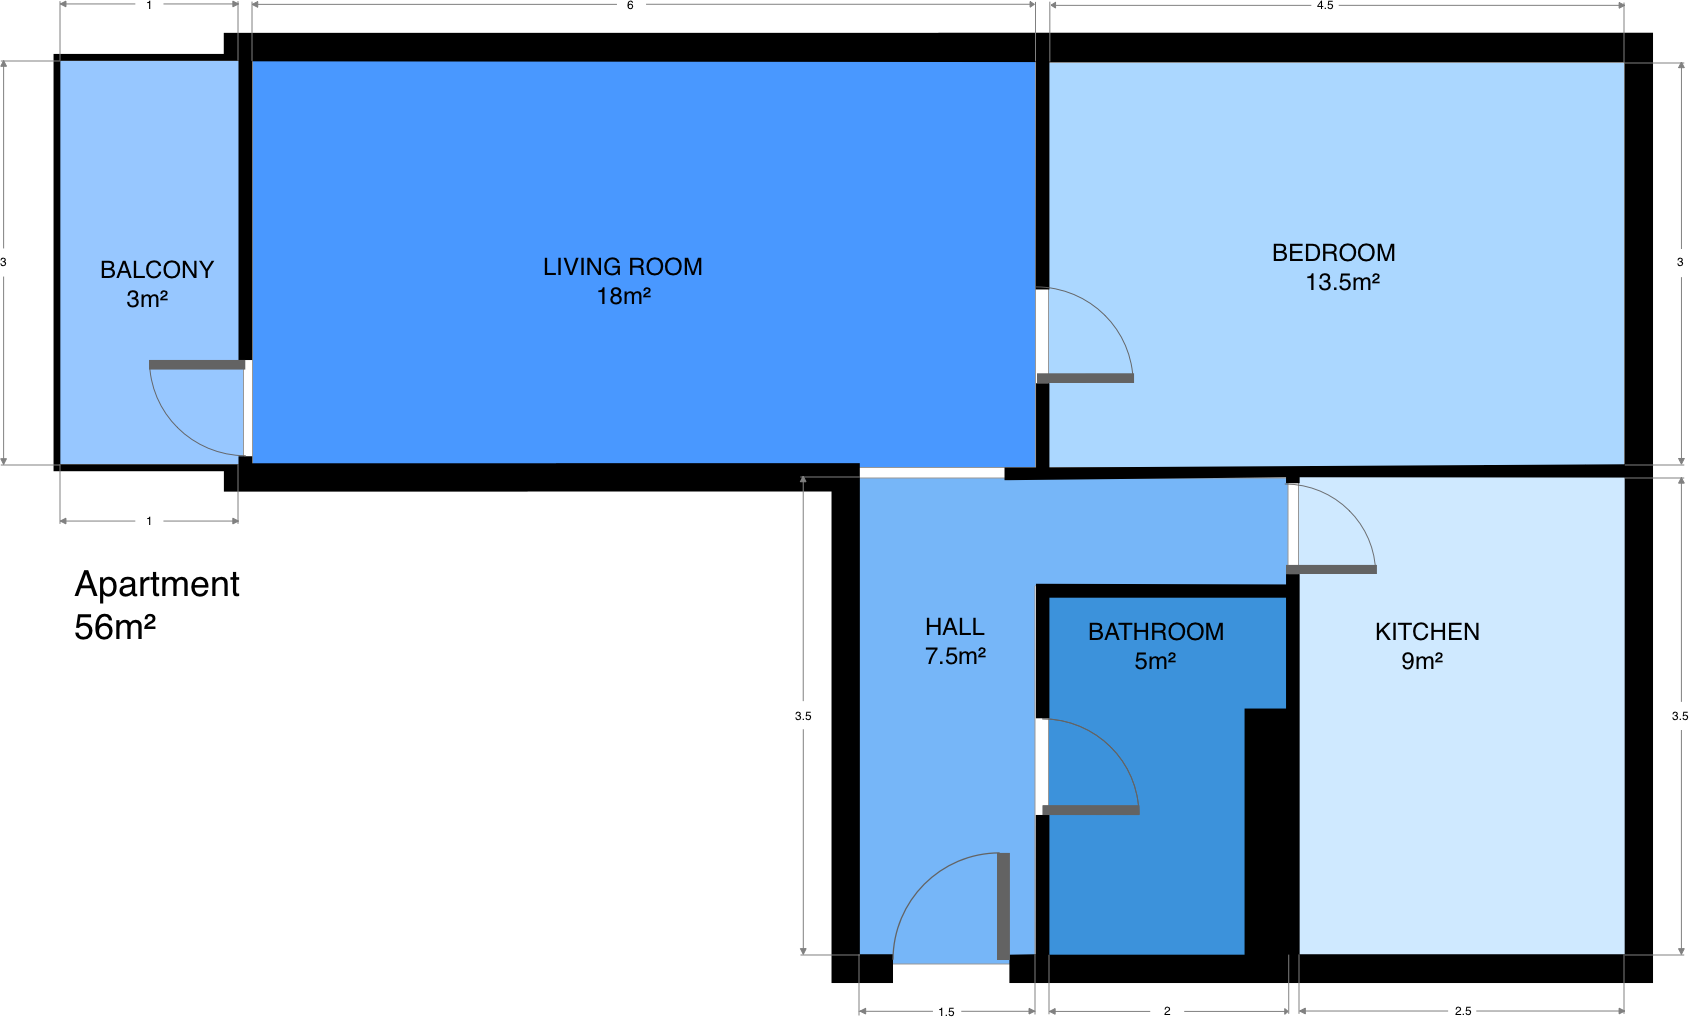 1
6
4.5
BALCONY
3m²
LIVING ROOM
18m²
BEDROOM
13.5m²
3
3
1
Apartment
56m²
HALL
7.5m²
BATHROOM
5m²
KITCHEN
9m²
3.5
3.5
1.5
2
2.5